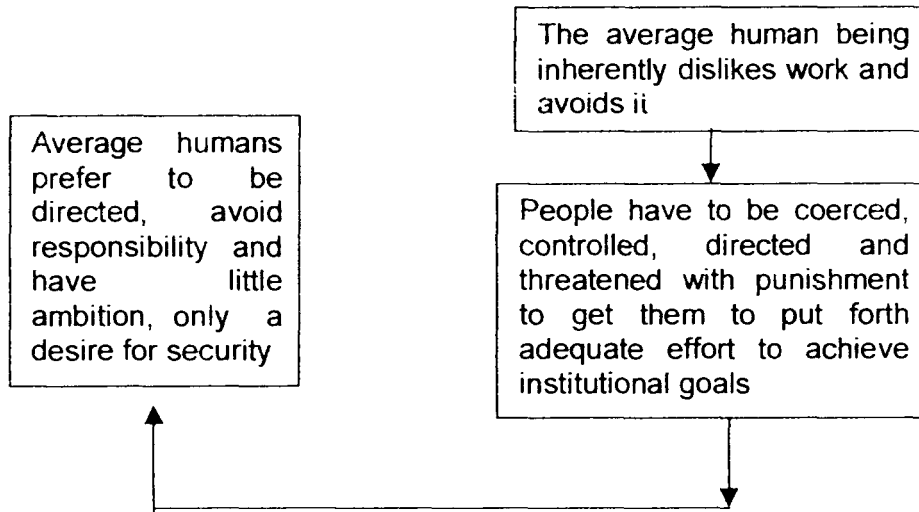 The average human being
inherently dislikes work and
avoids it
Average humans
prefer to be
directed, avoid
responsibility and
have little
ambition, only a
desire for security
People have to be coerced,
controlled, directed and
threatened with punishment
to get them to put forth
adequate effort to achieve
institutional goals